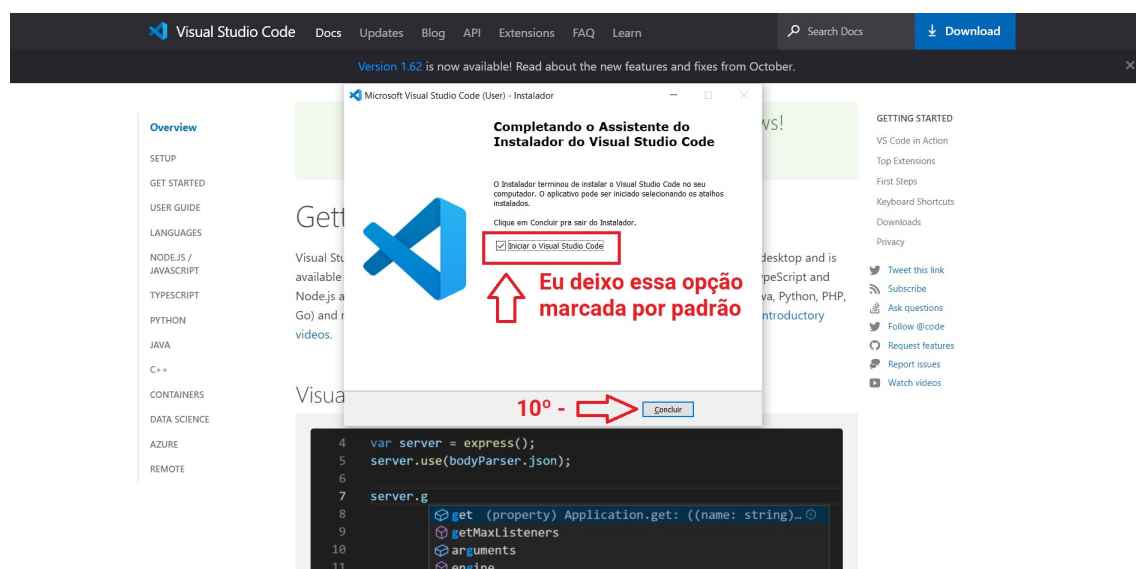 Visual Studio Code Docs Updates Blog API Extensions FAQ Learn Search Docs Download
Version 1.62 is now available! Read about the new features and fixes from October.
Overview
SETUP
GET STARTED
USER GUIDE
LANGUAGES
NODE.JS /
JAVASCRIPT
TYPESCRIPT
PYTHON
JAVA
C++
CONTAINERS
DATA SCIENCE
AZURE
REMOTE
Microsoft Visual Studio Code (User) - Instalador
Completando o Assistente do
Instalador do Visual Studio Code
O Instalador terminou de instalar o Visual Studio Code no seu
computador. O aplicativo pode ser iniciado selecionando os atalhos
instalados.
Clique em Concluir pra sair do Instalador.
Iniciar o Visual Studio Code
Eu deixo essa opção
marcada por padrão
10º -
Concluir
Gett
Visual Stu
desktop and is
available
ypeScript and
Node.js a
va, Python, PHP,
Go) and r
ntroductory
videos.
Visua
4 var server = express();
5 server.use(bodyParser.json);
6
7 server.g
8 get (property) Application.get: ((name: string)…
9 getMaxListeners
10 arguments
11 engine
GETTING STARTED
VS Code in Action
Top Extensions
First Steps
Keyboard Shortcuts
Downloads
Privacy
Tweet this link
Subscribe
Ask questions
Follow @code
Request features
Report issues
Watch videos